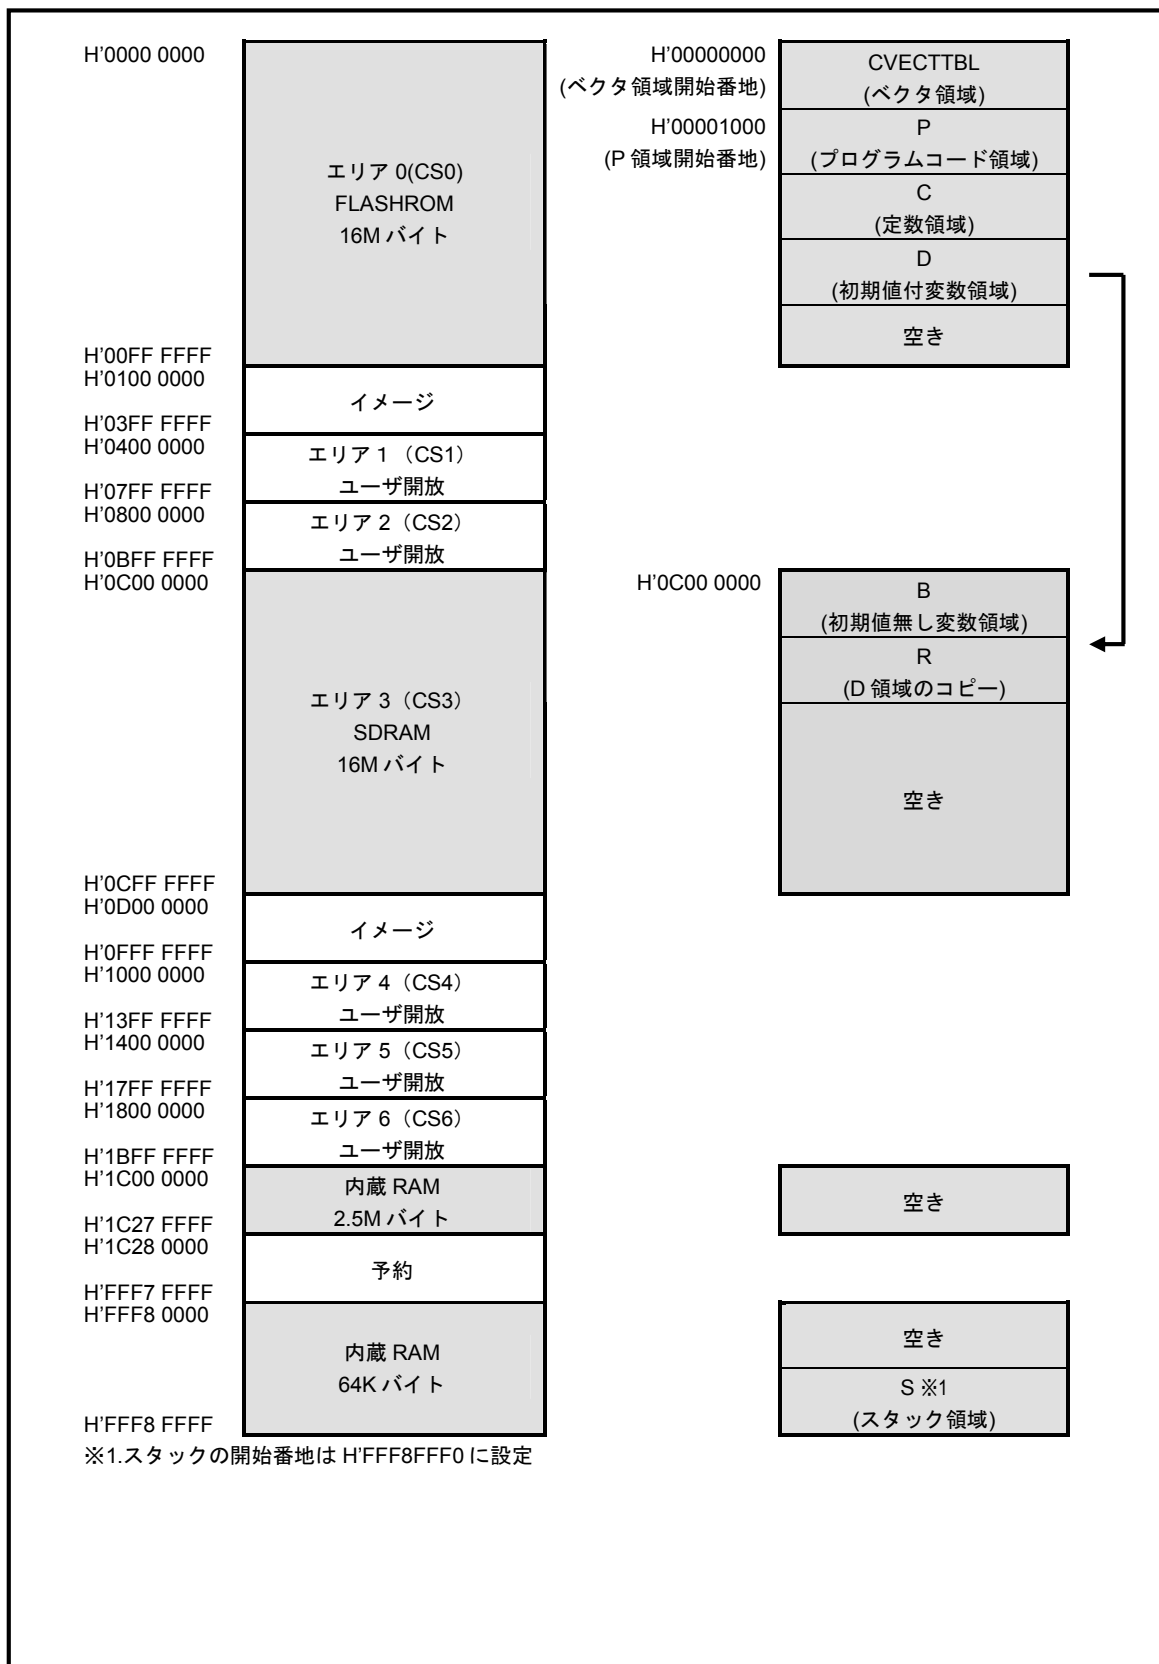 H'0000 0000
エリア 0(CS0)
FLASHROM
16M バイト
H'00FF FFFF
H'0100 0000
イメージ
H'03FF FFFF
H'0400 0000
エリア 1 （CS1）
ユーザ開放
H'07FF FFFF
H'0800 0000
エリア 2（CS2）
ユーザ開放
H'0BFF FFFF
H'0C00 0000
エリア 3（CS3）
SDRAM
16M バイト
H'0CFF FFFF
H'0D00 0000
イメージ
H'0FFF FFFF
H'1000 0000
エリア 4（CS4）
ユーザ開放
H'13FF FFFF
H'1400 0000
エリア 5（CS5）
ユーザ開放
H'17FF FFFF
H'1800 0000
エリア 6（CS6）
ユーザ開放
H'1BFF FFFF
H'1C00 0000
内蔵 RAM
2.5M バイト
H'1C27 FFFF
H'1C28 0000
予約
H'FFF7 FFFF
H'FFF8 0000
内蔵 RAM
64K バイト
H'FFF8 FFFF
H'00000000
(ベクタ領域開始番地)
CVECTTBL
(ベクタ領域)
H'00001000
(P 領域開始番地)
P
(プログラムコード領域)
C
(定数領域)
D
(初期値付変数領域)
空き
H'0C00 0000
B
(初期値無し変数領域)
R
(D 領域のコピー)
空き
空き
空き
S ※1
(スタック領域)
※1.スタックの開始番地は H'FFF8FFF0 に設定